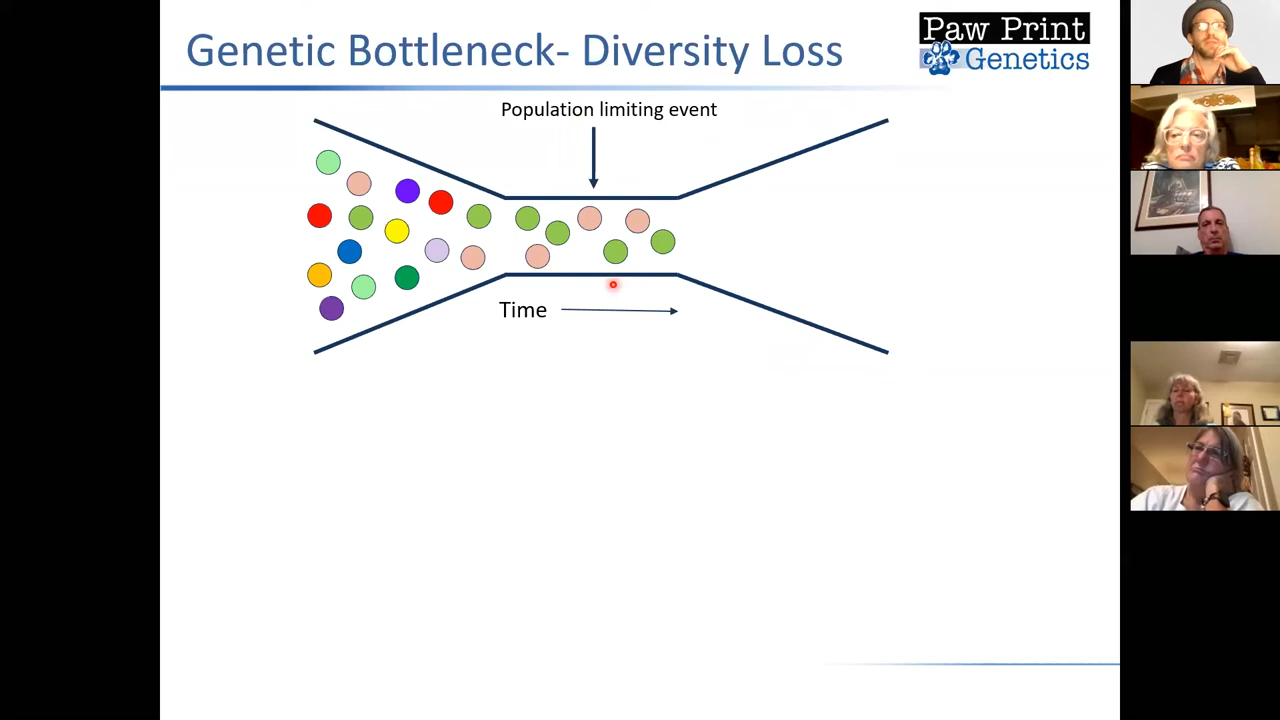 Genetic Bottleneck- Diversity Loss
Paw Print
Genetics
Population limiting event
Time